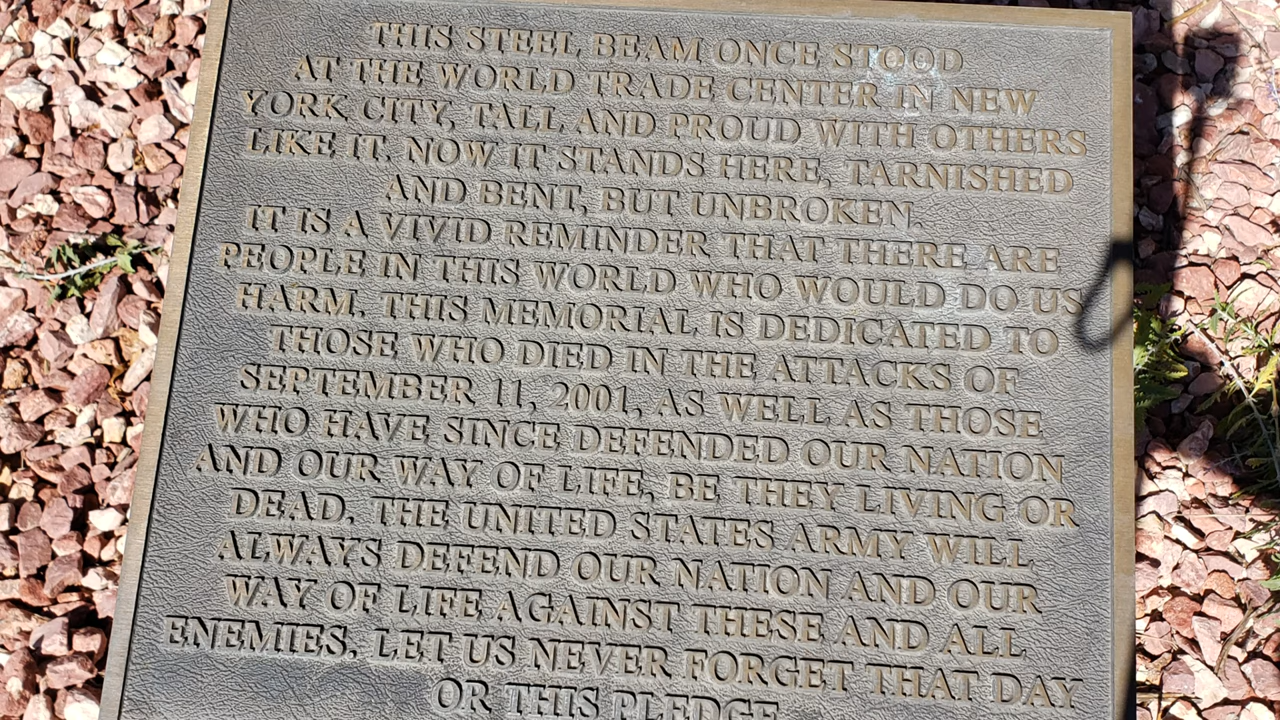 THIS STEEL BEAM ONCE STOOD
AT THE WORLD TRADE CENTER IN NEW
YORK CITY, TALL AND PROUD WITH OTHERS
LIKE IT. NOW IT STANDS HERE, TARNISHED
AND BENT, BUT UNBROKEN.
IT IS A VIVID REMINDER THAT THERE ARE
PEOPLE IN THIS WORLD WHO WOULD DO US
HARM. THIS MEMORIAL IS DEDICATED TO
THOSE WHO DIED IN THE ATTACKS OF
SEPTEMBER 11, 2001, AS WELL AS THOSE
WHO HAVE SINCE DEFENDED OUR NATION
AND OUR WAY OF LIFE, BE THEY LIVING OR
DEAD. THE UNITED STATES ARMY WILL
ALWAYS DEFEND OUR NATION AND OUR
WAY OF LIFE AGAINST THESE AND ALL
ENEMIES. LET US NEVER FORGET THAT DAY
OR THIS PLEDGE